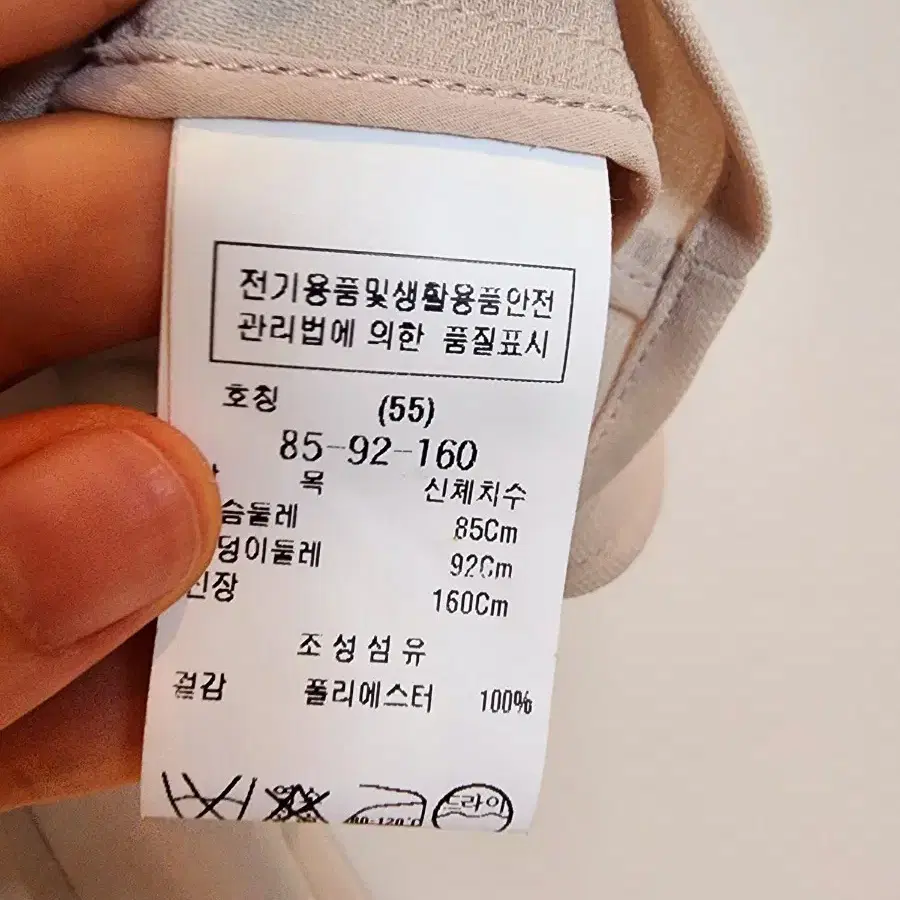 전기용품및생활용품안전
관리법에 의한 품질표시
호칭 (55)
85-92-160
목 신체치수
슴둘레 85Cm
덩이둘레 92Cm
신장 160Cm
조성섬유
겉감 폴리에스터 100%
80-120℃ 드라이